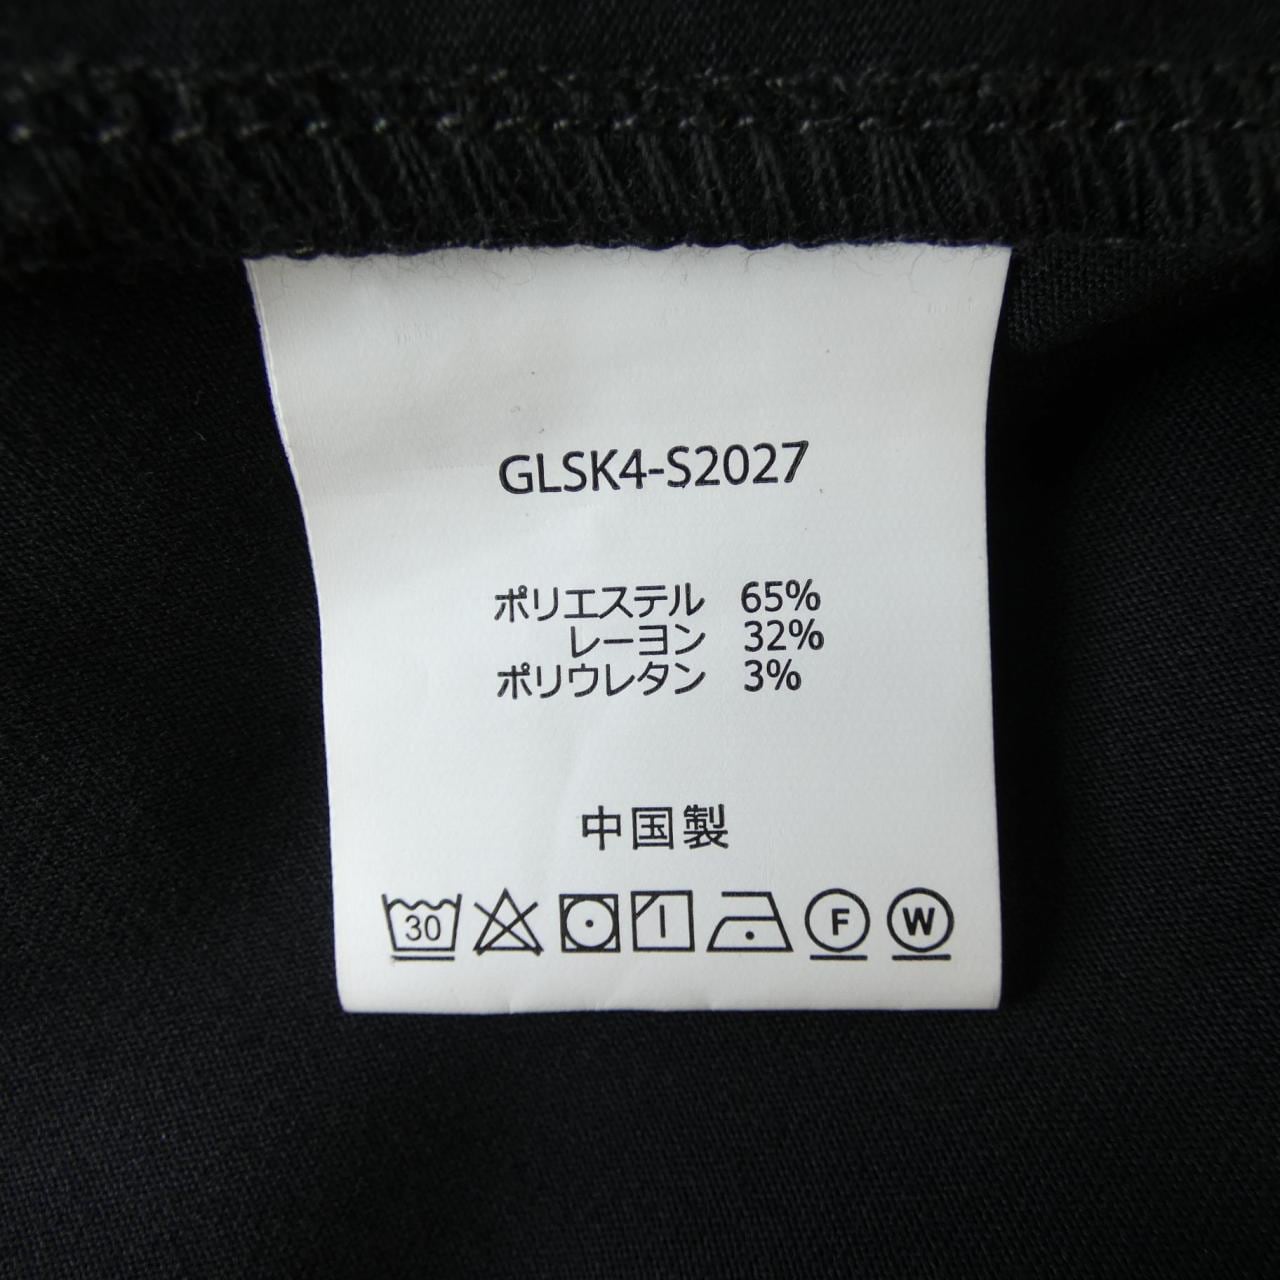 GLSK4-S2027
ポリエステル 65%
レーヨン 32%
ポリウレタン 3%
中国製
30 F W